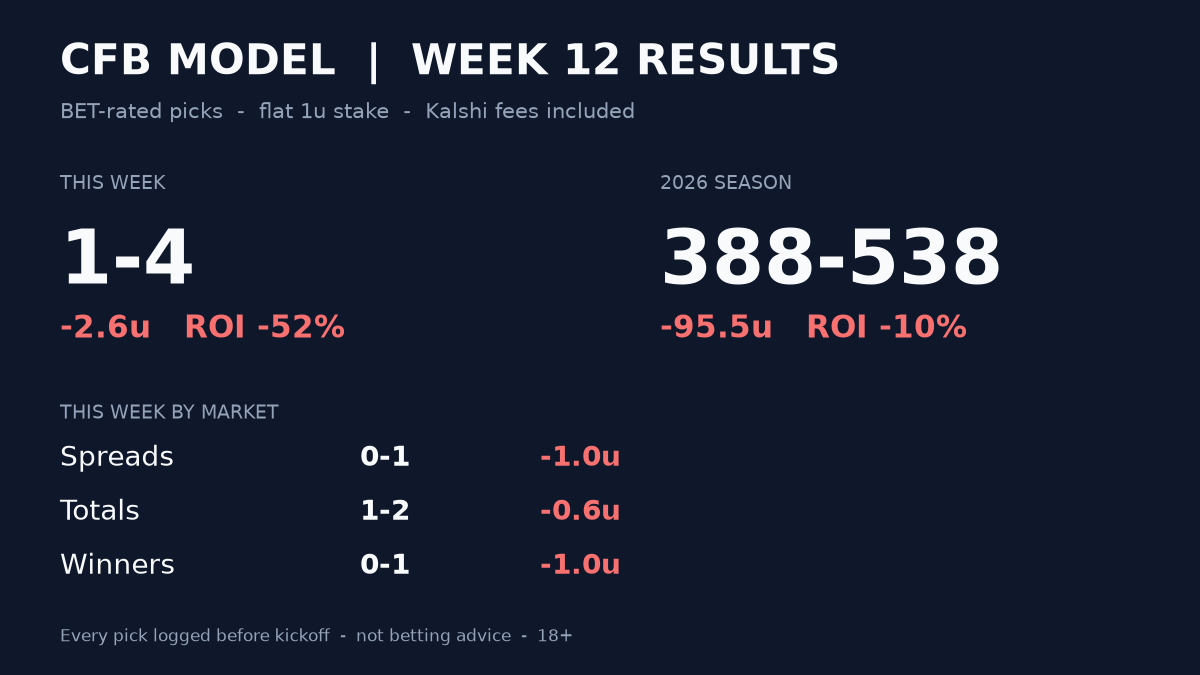 CFB MODEL | WEEK 12 RESULTS
BET-rated picks - flat 1u stake - Kalshi fees included
THIS WEEK
1-4
-2.6u ROI -52%
2026 SEASON
388-538
-95.5u ROI -10%
THIS WEEK BY MARKET
Spreads 0-1 -1.0u
Totals 1-2 -0.6u
Winners 0-1 -1.0u
Every pick logged before kickoff - not betting advice - 18+